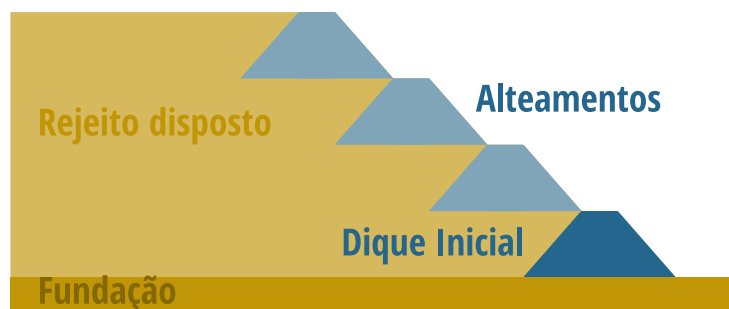 Alteamentos
Rejeito disposto
Dique Inicial
Fundação